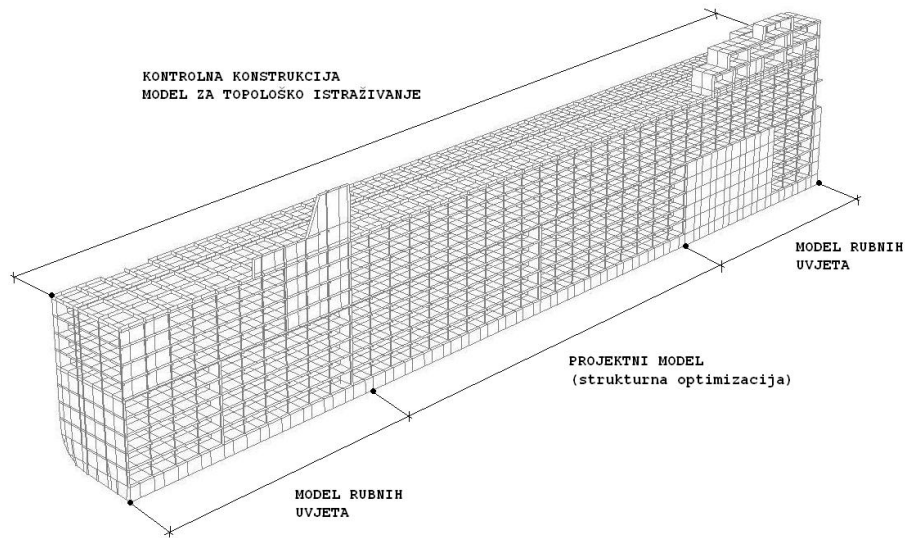 KONTROLNA KONSTRUKCIJA
MODEL ZA TOPOLOŠKO ISTRAŽIVANJE
MODEL RUBNIH
UVJETA
PROJEKTNI MODEL
(strukturna optimizacija)
MODEL RUBNIH
UVJETA